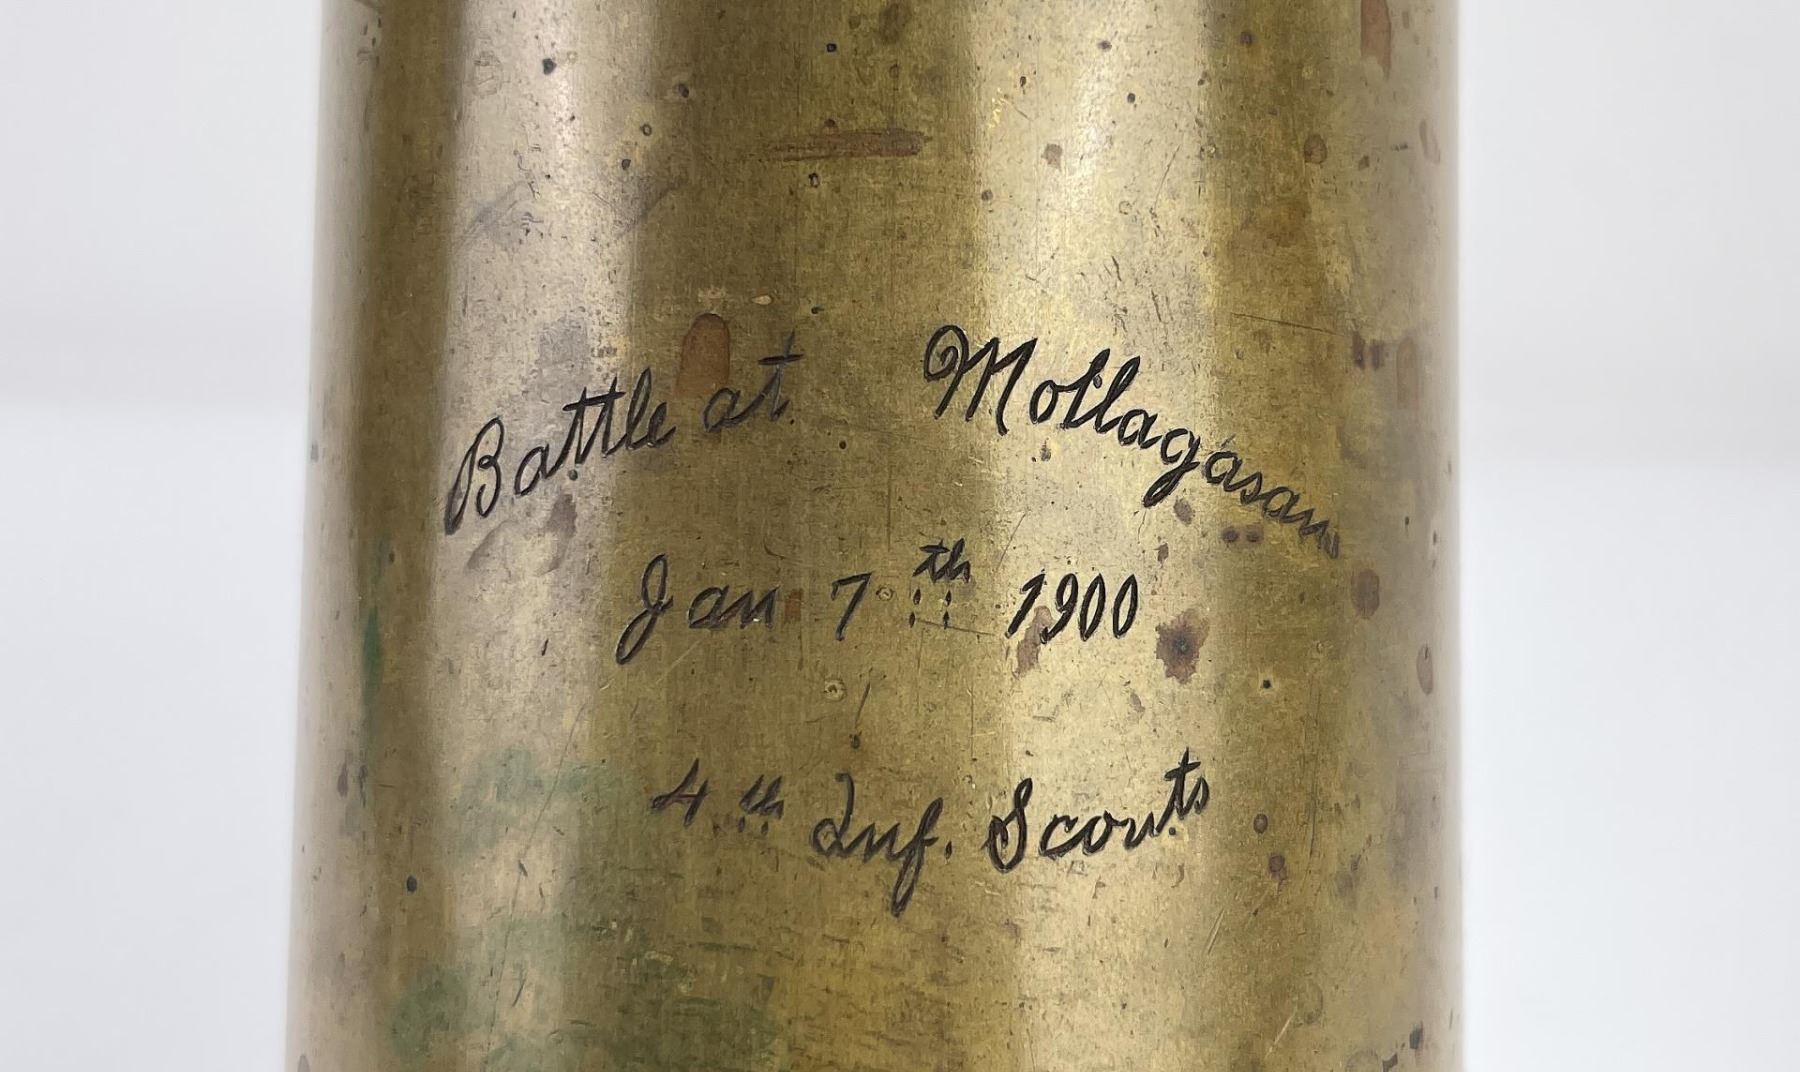 Battle at Mollagasan
Jan 7th 1900
4th Inf. Scouts